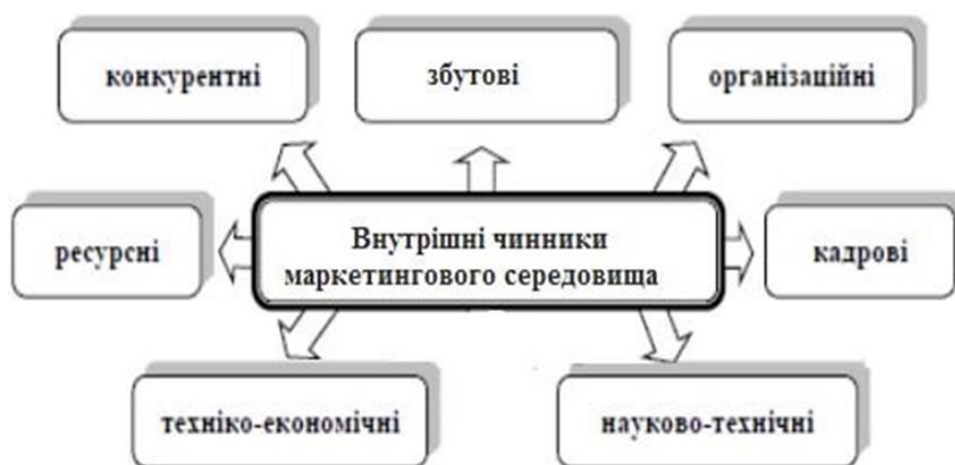 конкурентні
збутові
організаційні
ресурсні
Внутрішні чинники
маркетингового середовища
кадрові
техніко-економічні
науково-технічні